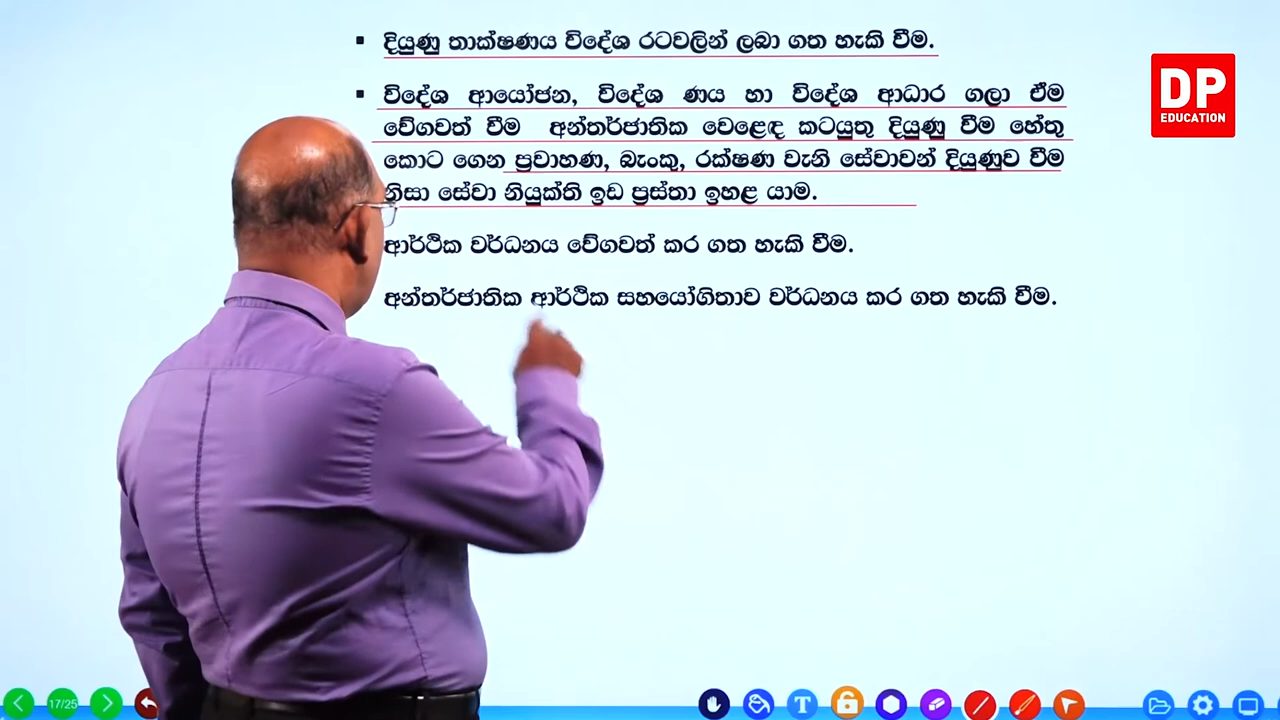 ▪ දියුණු තාක්ෂණය විදේශ රටවලින් ලබා ගත හැකි වීම.
▪ විදේශ ආයෝජන, විදේශ ණය හා විදේශ ආධාර ගලා ඒම
වේගවත් වීම අන්තර්ජාතික වෙළෙඳ කටයුතු දියුණු වීම හේතු
කොට ගෙන ප්‍රවාහණ, බැංකු, රක්ෂණ වැනි සේවාවන් දියුණුව වීම
නිසා සේවා නියුක්ති ඉඩ ප්‍රස්තා ඉහළ යාම.
ආර්ථික වර්ධනය වේගවත් කර ගත හැකි වීම.
අන්තර්ජාතික ආර්ථික සහයෝගිතාව වර්ධනය කර ගත හැකි වීම.
DP
EDUCATION
17/25
T